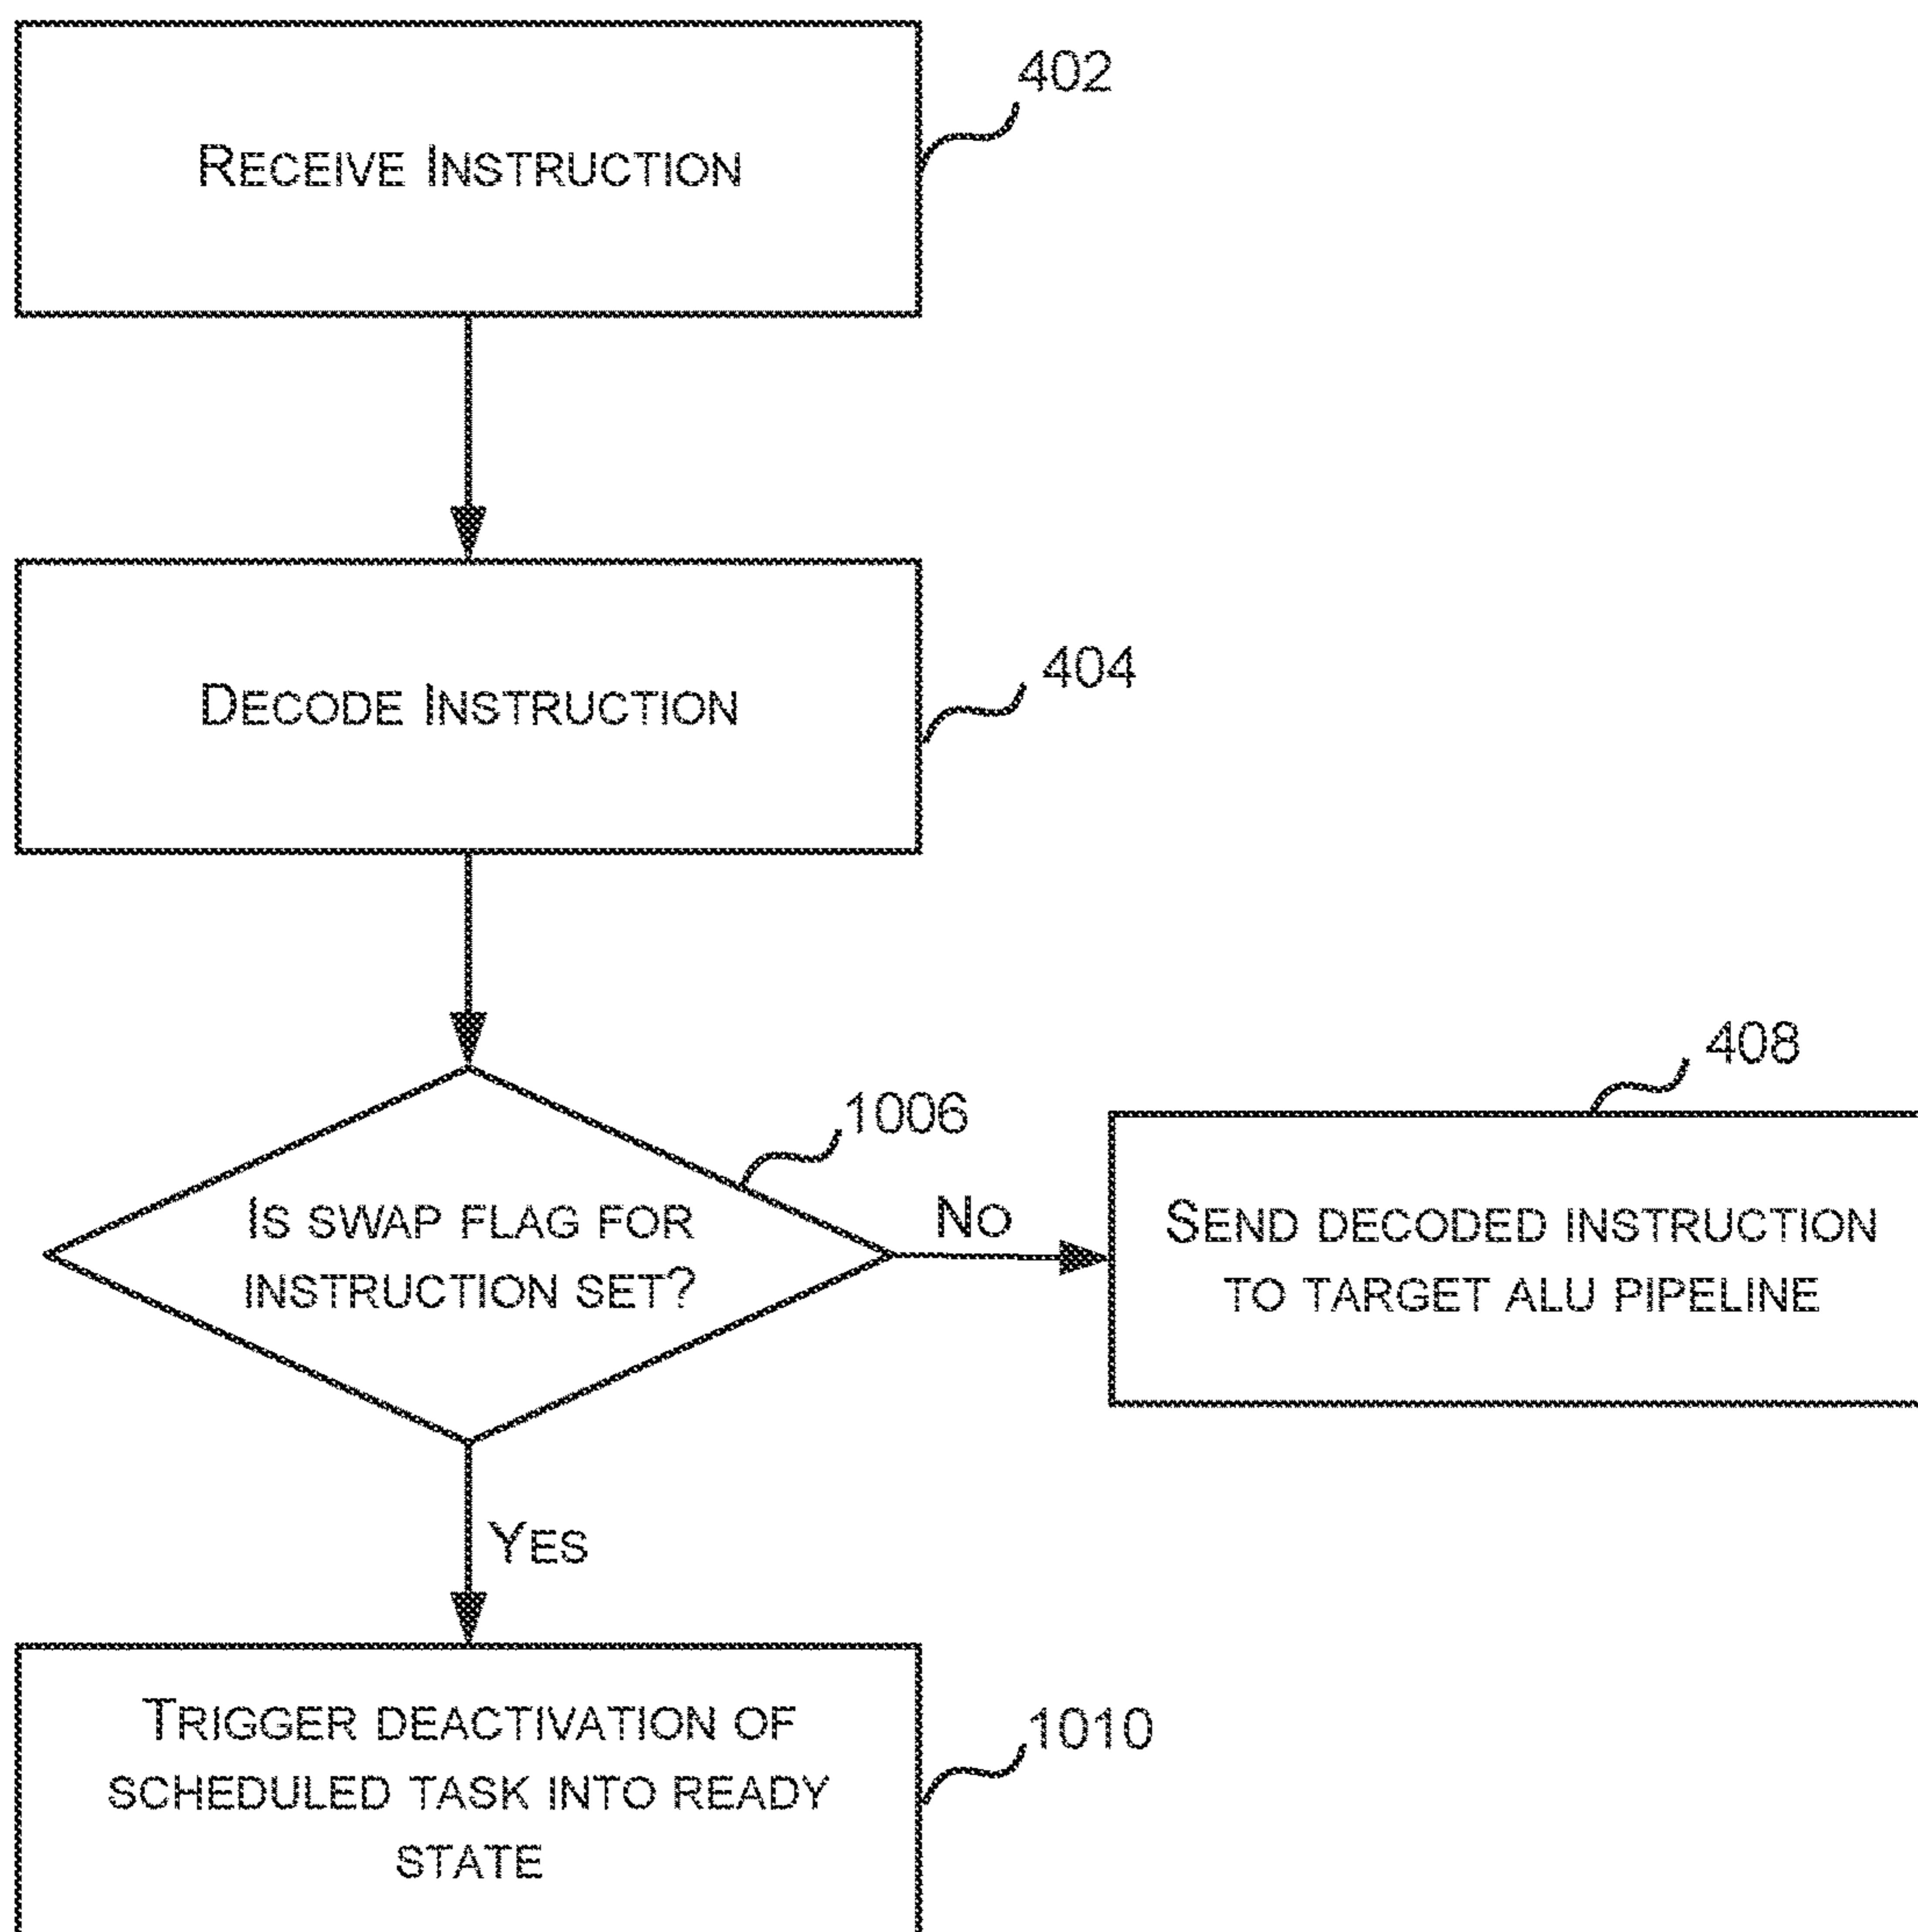 402
RECEIVE INSTRUCTION
404
DECODE INSTRUCTION
408
1006
IS SWAP FLAG FOR
INSTRUCTION SET?
NO
SEND DECODED INSTRUCTION
TO TARGET ALU PIPELINE
YES
TRIGGER DEACTIVATION OF
SCHEDULED TASK INTO READY
STATE
1010